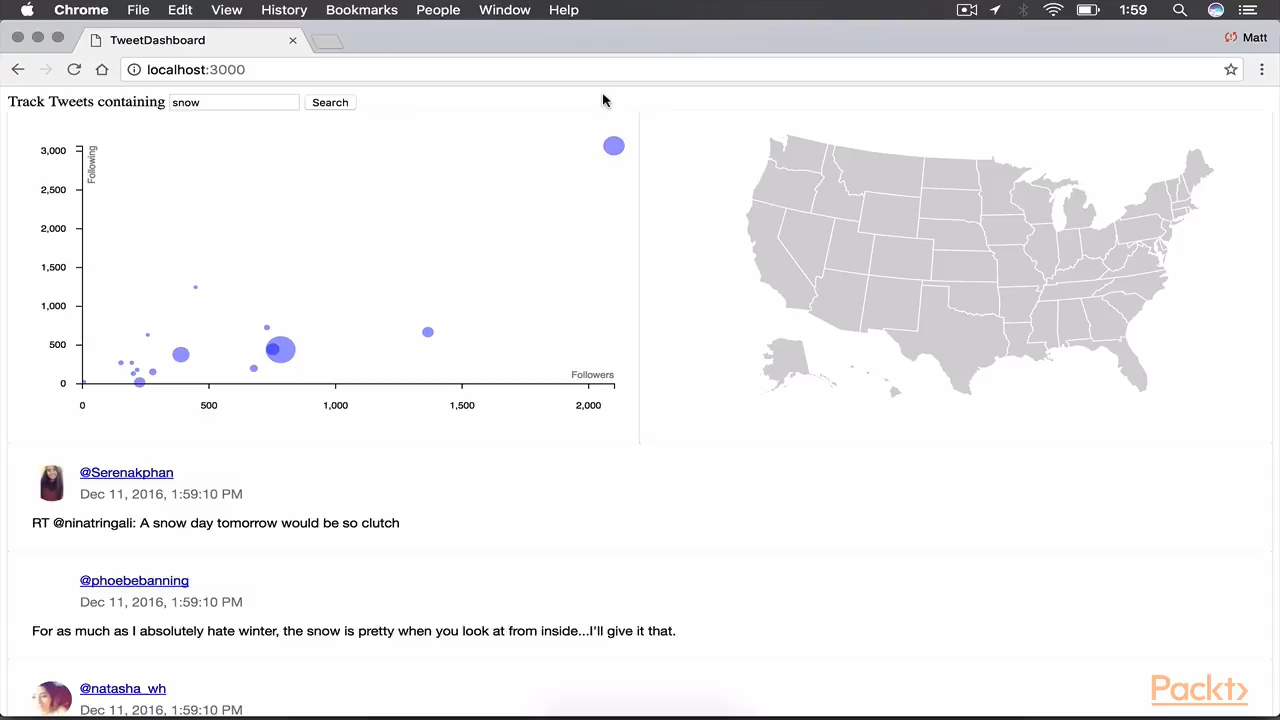 Chrome File Edit View History Bookmarks People Window Help 1:59
TweetDashboard
Matt
localhost:3000
Track Tweets containing snow Search
3,000
Following
2,500
2,000
1,500
1,000
500
0
Followers
0 500 1,000 1,500 2,000
@Serenakphan
Dec 11, 2016, 1:59:10 PM
RT @ninatringali: A snow day tomorrow would be so clutch
@phoebebanning
Dec 11, 2016, 1:59:10 PM
For as much as I absolutely hate winter, the snow is pretty when you look at from inside...I'll give it that.
@natasha_wh
Dec 11, 2016, 1:59:10 PM
Packt>